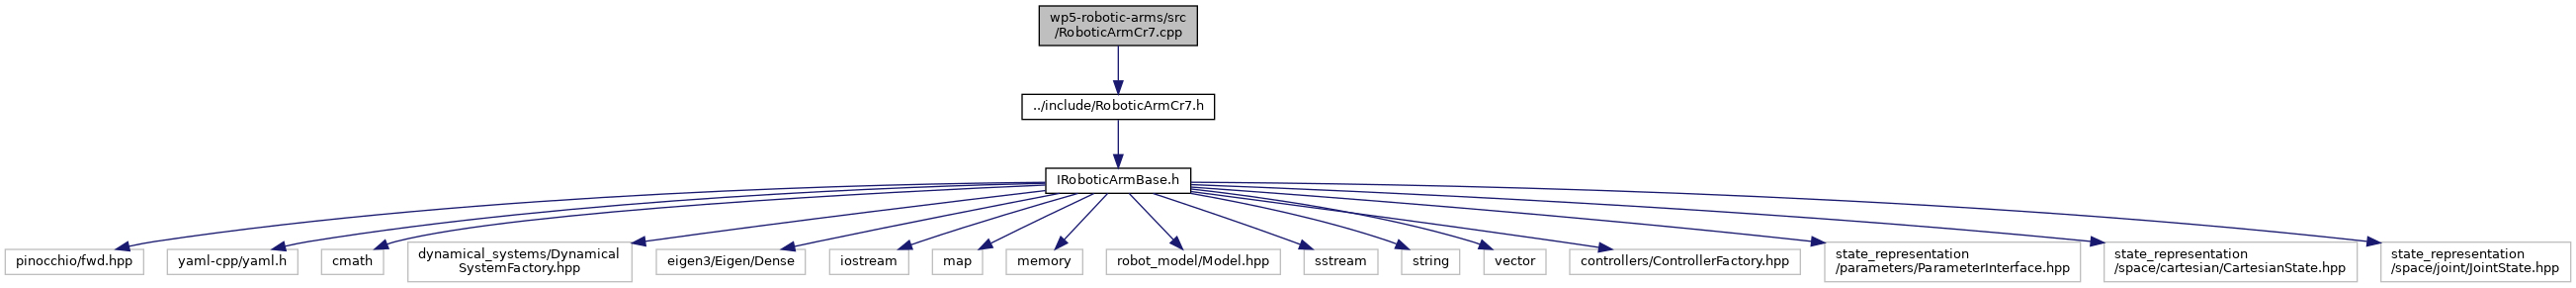 wp5-robotic-arms/src
/RoboticArmCr7.cpp
../include/RoboticArmCr7.h
IRoboticArmBase.h
pinocchio/fwd.hpp
yaml-cpp/yaml.h
cmath
dynamical_systems/Dynamical
SystemFactory.hpp
eigen3/Eigen/Dense
iostream
map
memory
robot_model/Model.hpp
sstream
string
vector
controllers/ControllerFactory.hpp
state_representation
/parameters/ParameterInterface.hpp
state_representation
/space/cartesian/CartesianState.hpp
state_representation
/space/joint/JointState.hpp